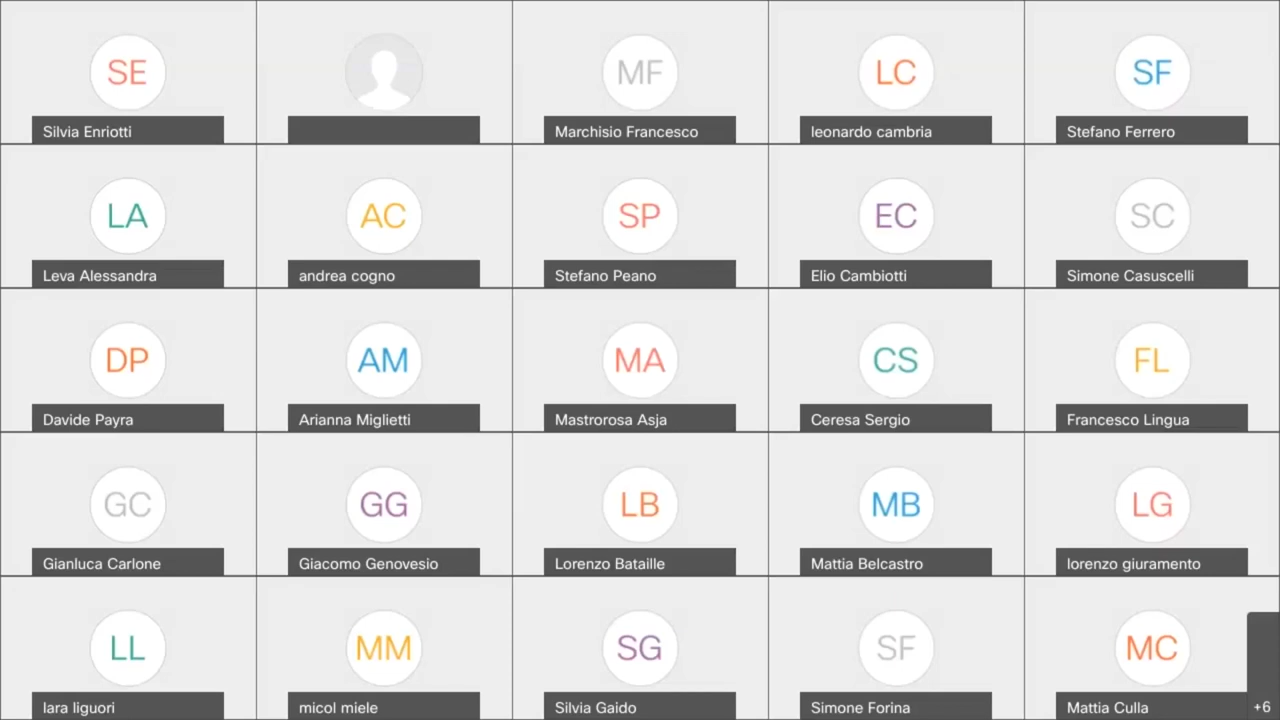 SE
Silvia Enriotti
MF
Marchisio Francesco
LC
leonardo cambria
SF
Stefano Ferrero
LA
Leva Alessandra
AC
andrea cogno
SP
Stefano Peano
EC
Elio Cambiotti
SC
Simone Casuscelli
DP
Davide Payra
AM
Arianna Miglietti
MA
Mastrorosa Asja
CS
Ceresa Sergio
FL
Francesco Lingua
GC
Gianluca Carlone
GG
Giacomo Genovesio
LB
Lorenzo Bataille
MB
Mattia Belcastro
LG
lorenzo giuramento
LL
lara liguori
MM
micol miele
SG
Silvia Gaido
SF
Simone Forina
MC
Mattia Culla
+6